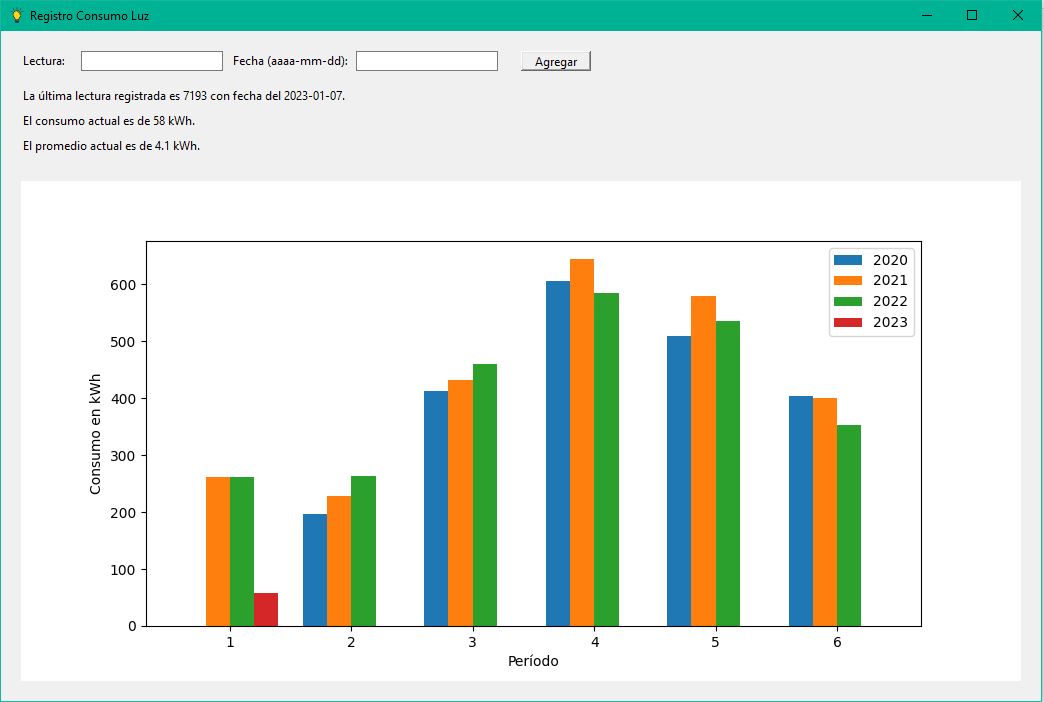 Registro Consumo Luz
Lectura: Fecha (aaaa-mm-dd): Agregar
La última lectura registrada es 7193 con fecha del 2023-01-07.
El consumo actual es de 58 kWh.
El promedio actual es de 4.1 kWh.
2020
2021
2022
2023
600
500
400
300
200
100
0
Consumo en kWh
1 2 3 4 5 6
Período